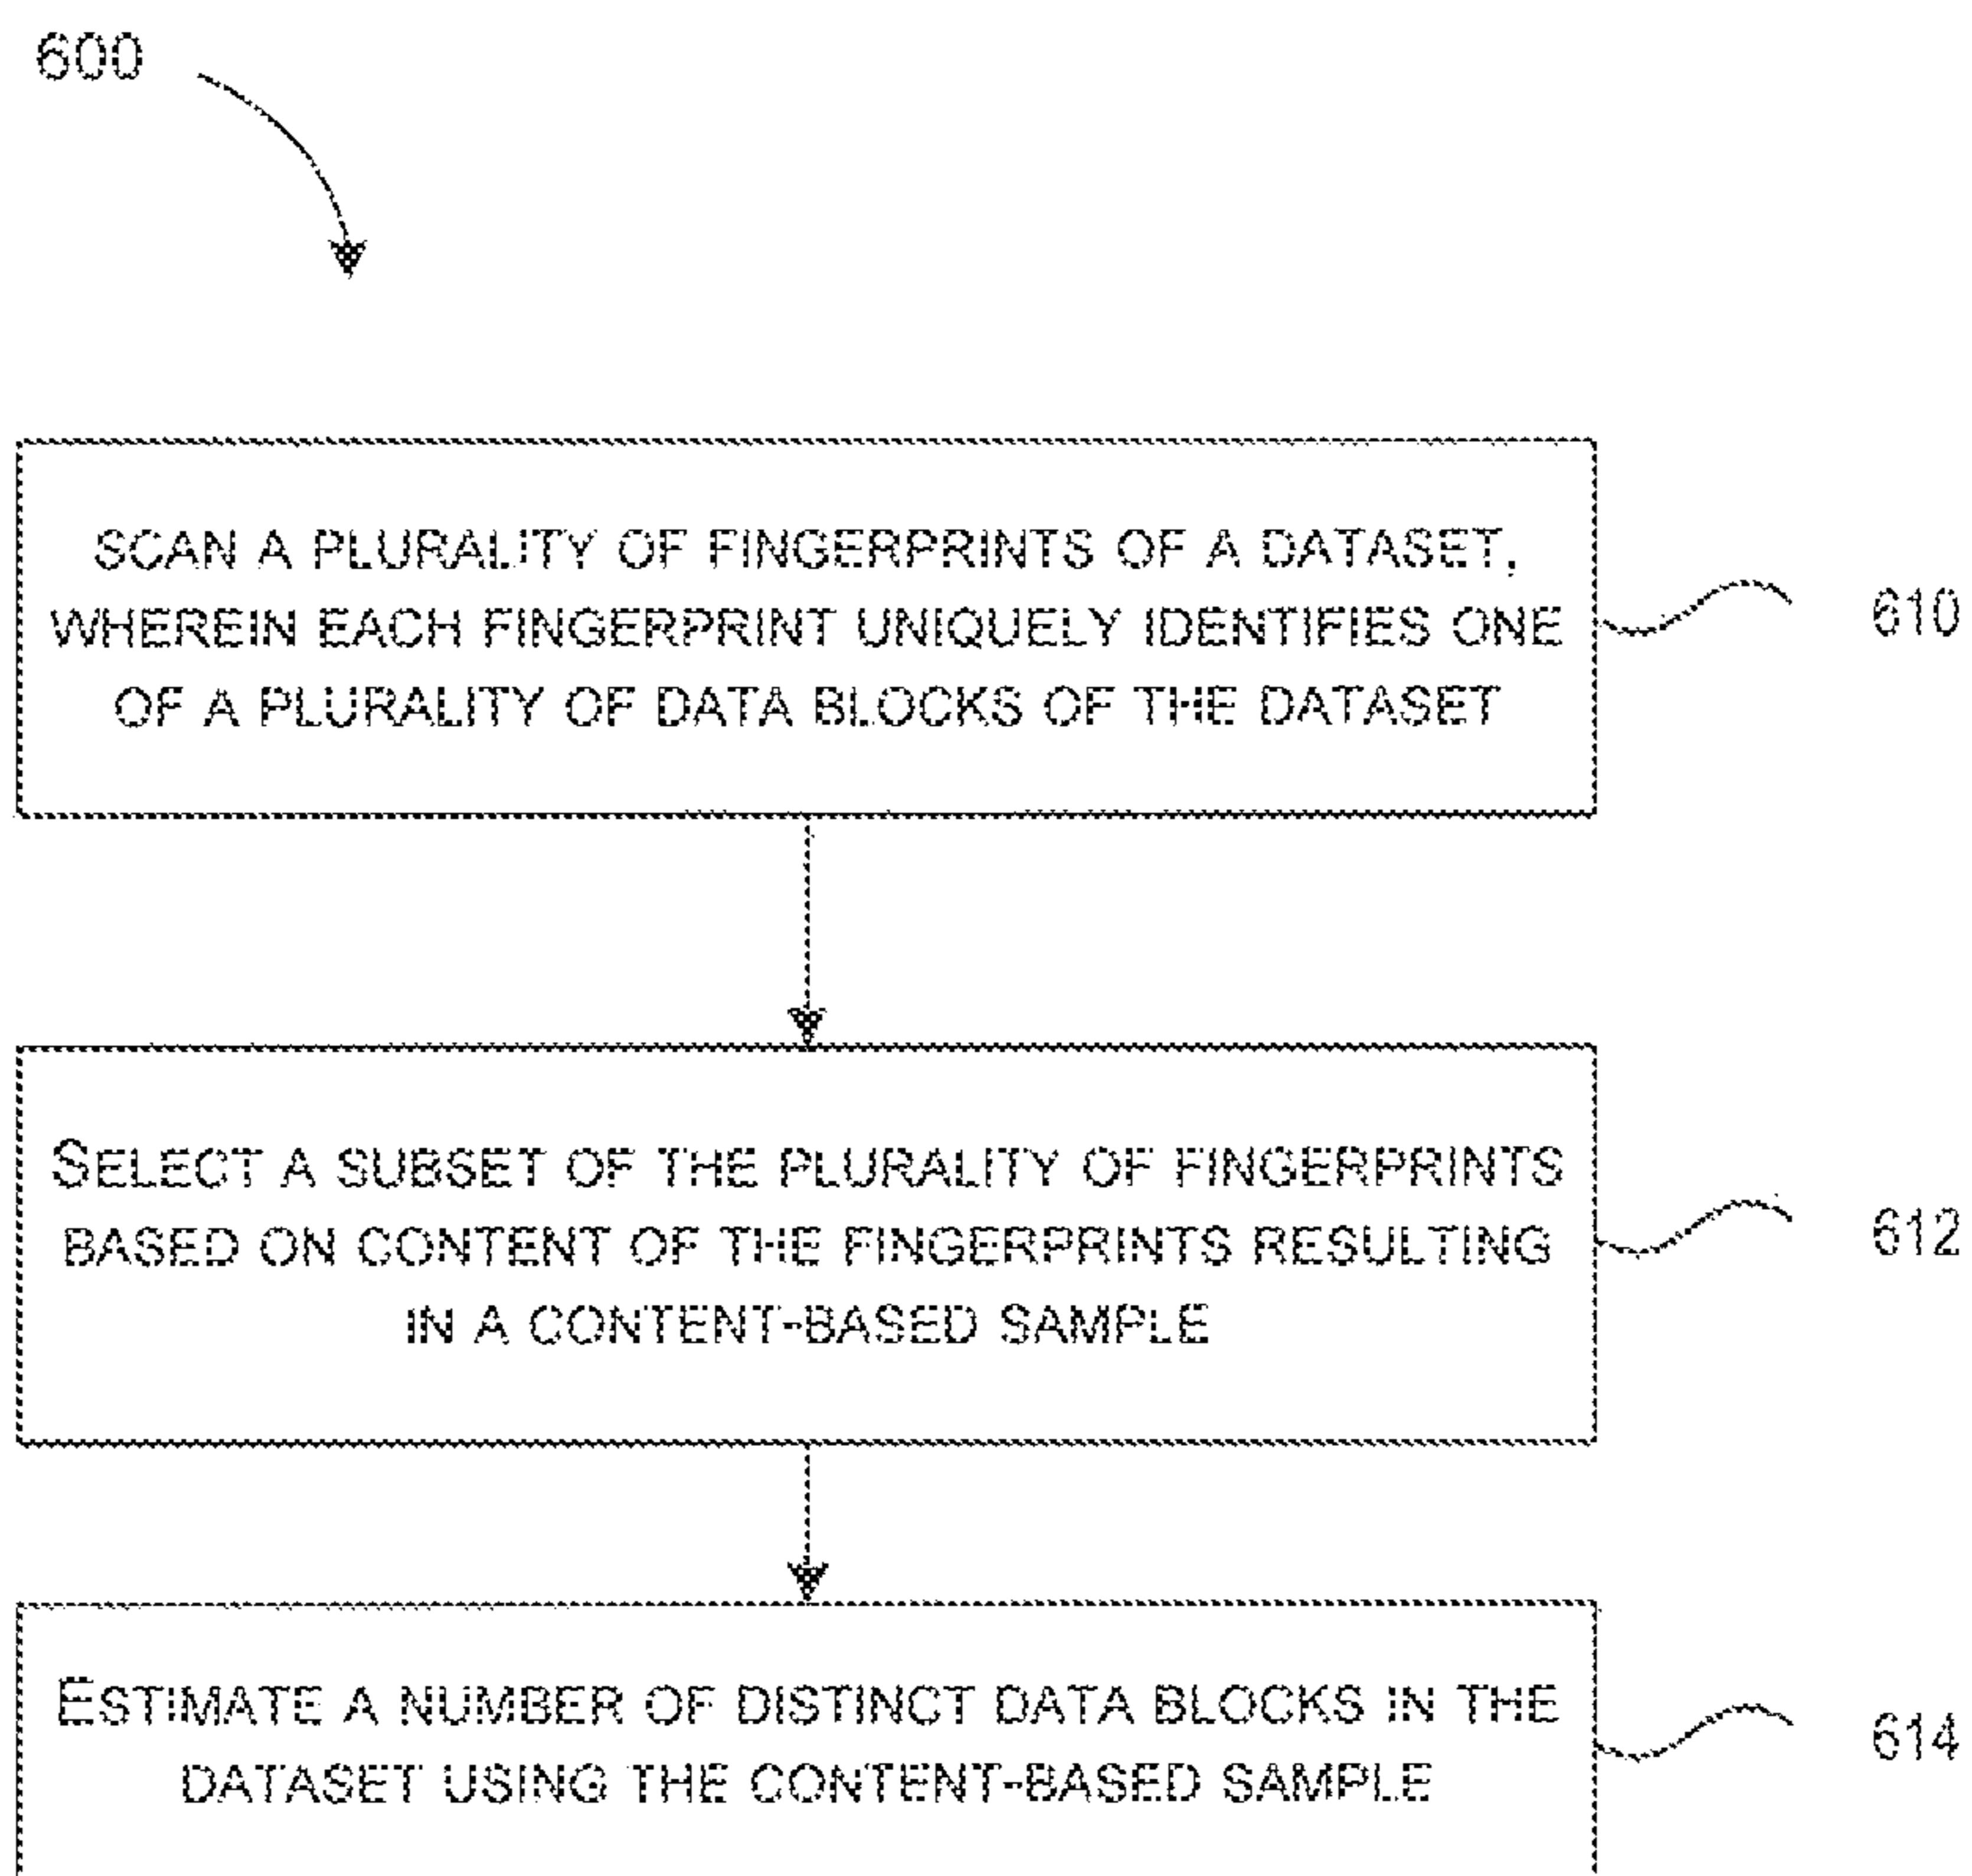 600
SCAN A PLURALITY OF FINGERPRINTS OF A DATASET,
WHEREIN EACH FINGERPRINT UNIQUELY IDENTIFIES ONE
OF A PLURALITY OF DATA BLOCKS OF THE DATASET
610
SELECT A SUBSET OF THE PLURALITY OF FINGERPRINTS
BASED ON CONTENT OF THE FINGERPRINTS RESULTING
IN A CONTENT-BASED SAMPLE
612
ESTIMATE A NUMBER OF DISTINCT DATA BLOCKS IN THE
DATASET USING THE CONTENT-BASED SAMPLE
614